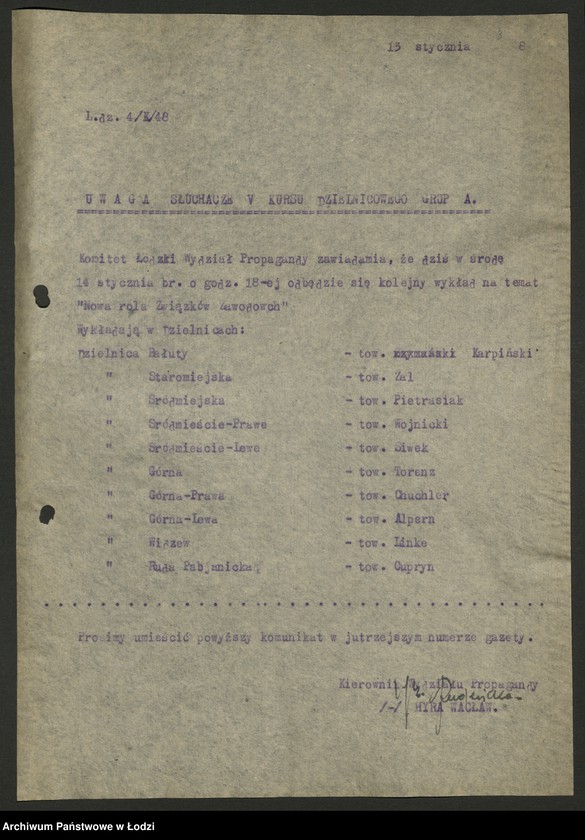 13 stycznia 8
L.dz. 4/K/48
U W A G A SŁUCHACZE V KURSU DZIELNICOWEGO GRUP A.
Komitet Łódzki Wydział Propagandy zawiadamia, że dziś w środę
14 stycznia br. o godz. 18-ej odbędzie się kolejny wykład na temat
"Nowa rola Związków Zawodowych"
Wykładają w Dzielnicach:
Dzielnica Bałuty - tow. Karpiński
" Staromiejska - tow. Żal
" Śródmiejska - tow. Pietrasiak
" Śródmieście-Prawe - tow. Wojnicki
" Śródmieście-Lewe - tow. Siwek
" Górna - tow. Torenz
" Górna-Prawa - tow. Chuchler
" Górna-Lewa - tow. Alpern
" Widzew - tow. Linke
" Ruda Pabjanicka - tow. Cupryn
Prosimy umieścić powyższy komunikat w jutrzejszym numerze gazety.
Kierownik Wydziału Propagandy
/-/ HYRA WACŁAW.
Archiwum Państwowe w Łodzi